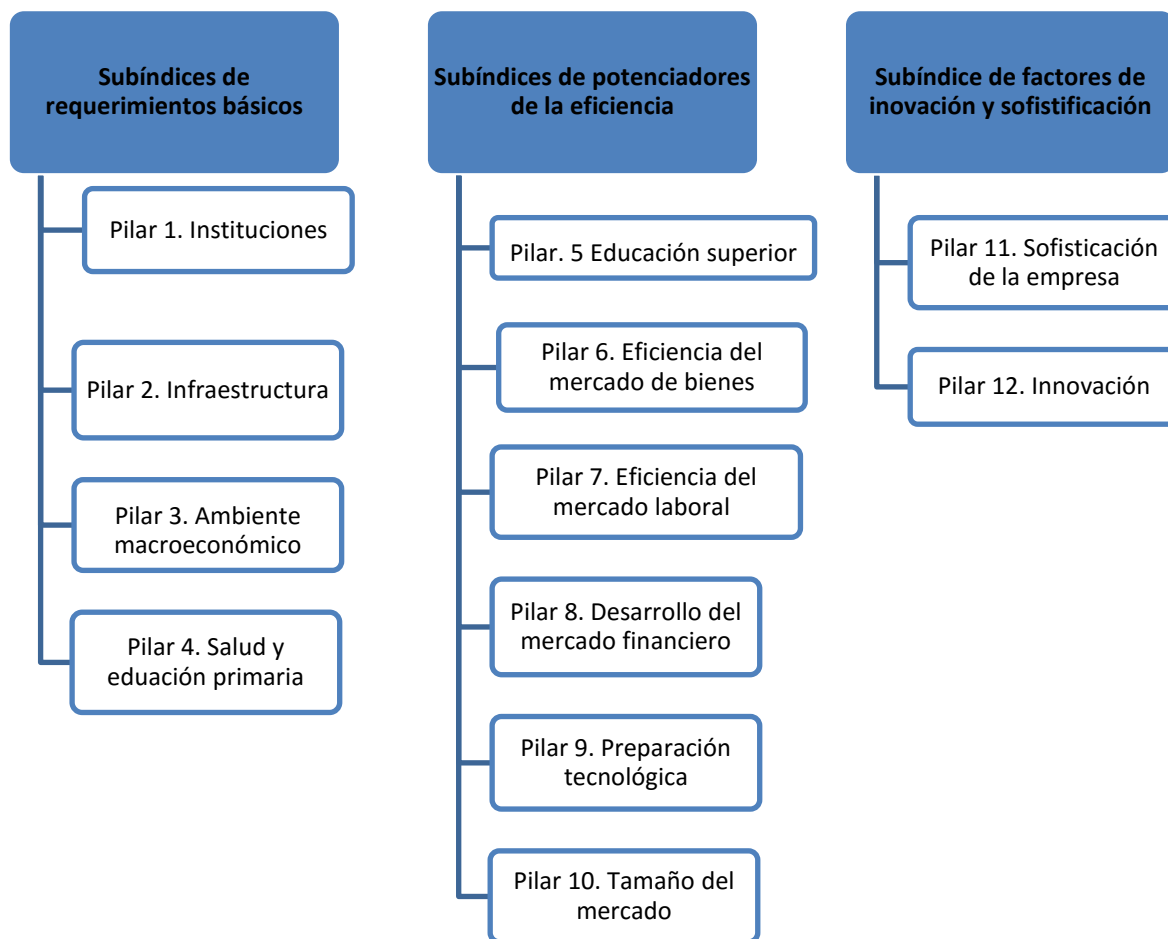 Subíndices de
requerimientos básicos
Pilar 1. Instituciones
Pilar 2. Infraestructura
Pilar 3. Ambiente
macroeconómico
Pilar 4. Salud y
eduación primaria
Subíndices de potenciadores
de la eficiencia
Pilar. 5 Educación superior
Pilar 6. Eficiencia del
mercado de bienes
Pilar 7. Eficiencia del
mercado laboral
Pilar 8. Desarrollo del
mercado financiero
Pilar 9. Preparación
tecnológica
Pilar 10. Tamaño del
mercado
Subíndice de factores de
inovación y sofistificación
Pilar 11. Sofisticación
de la empresa
Pilar 12. Innovación